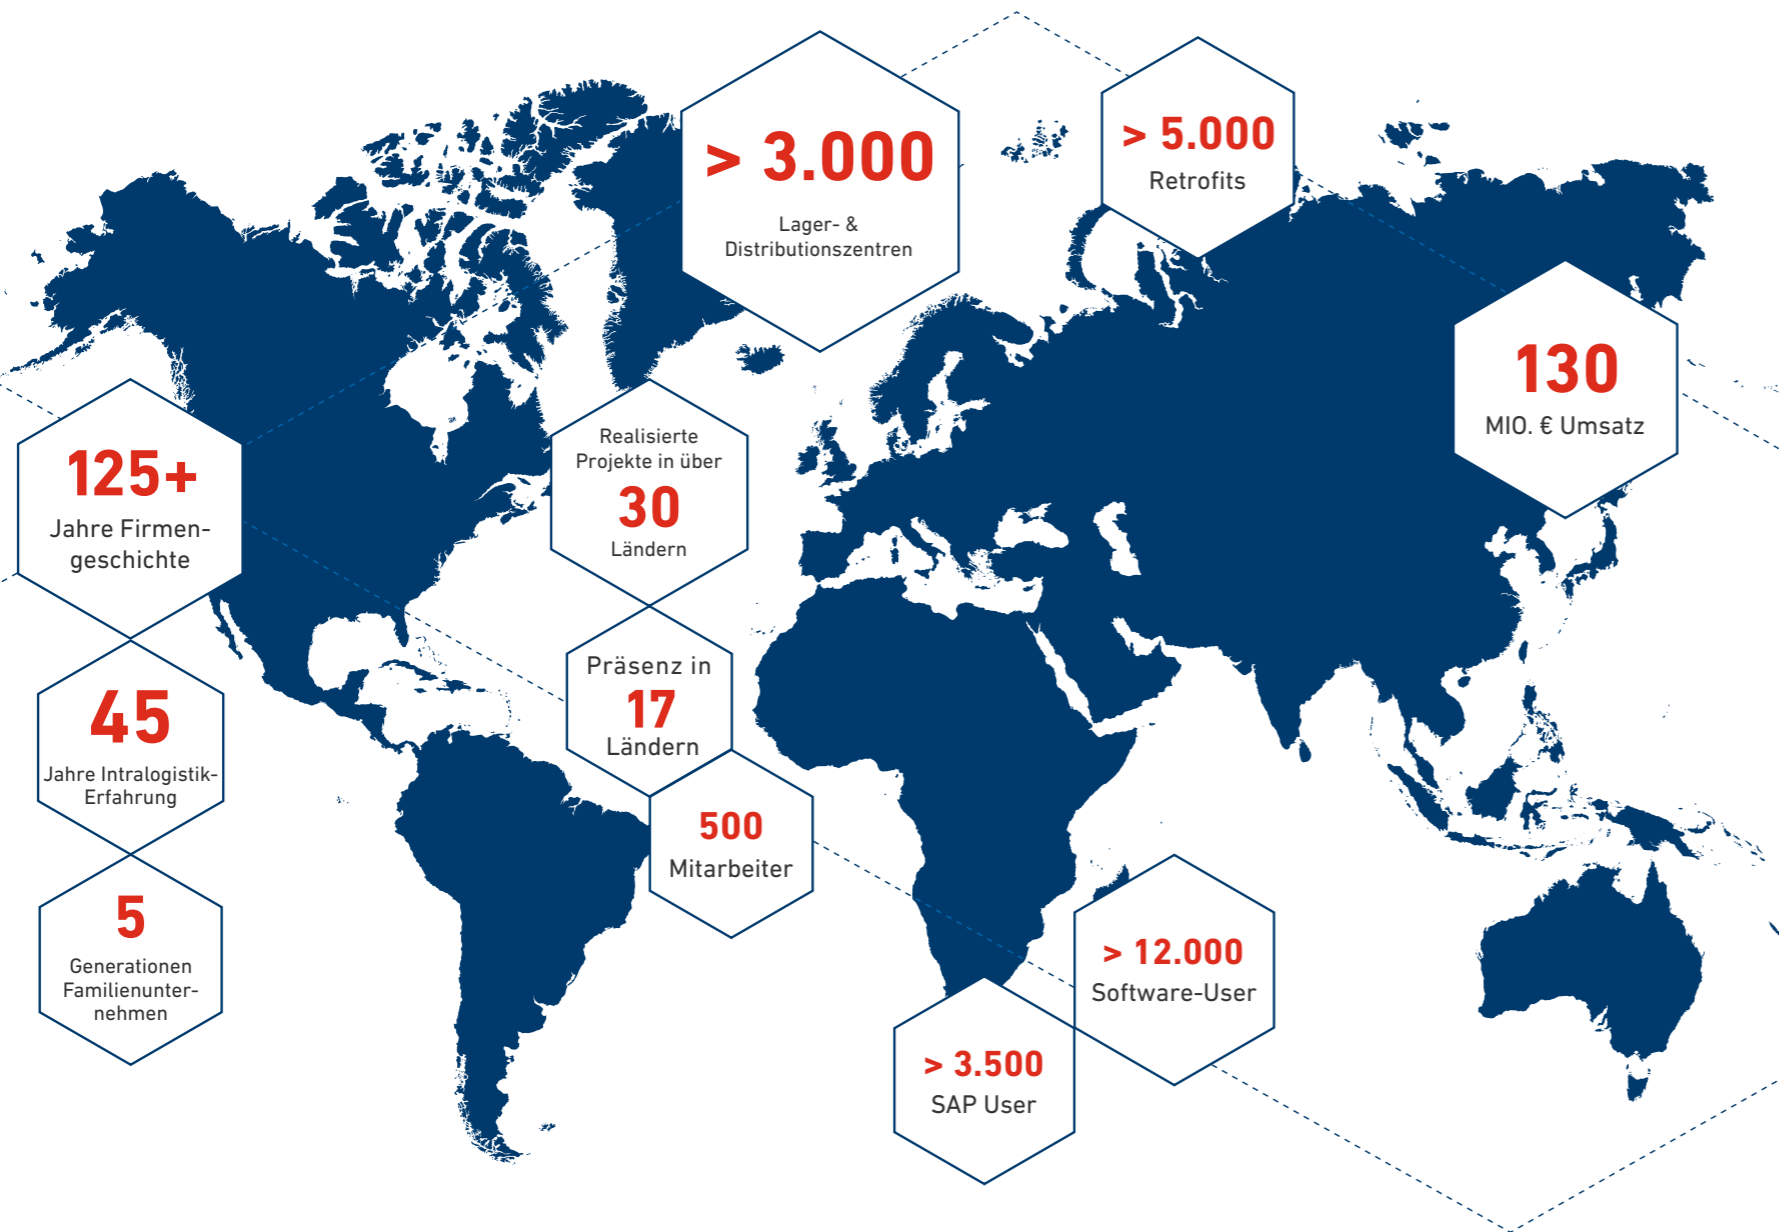 > 3.000
Lager- &
Distributionszentren
> 5.000
Retrofits
130
MIO. € Umsatz
125+
Jahre Firmen-
geschichte
Realisierte
Projekte in über
30
Ländern
45
Jahre Intralogistik-
Erfahrung
Präsenz in
17
Ländern
500
Mitarbeiter
5
Generationen
Familienunter-
nehmen
> 12.000
Software-User
> 3.500
SAP User